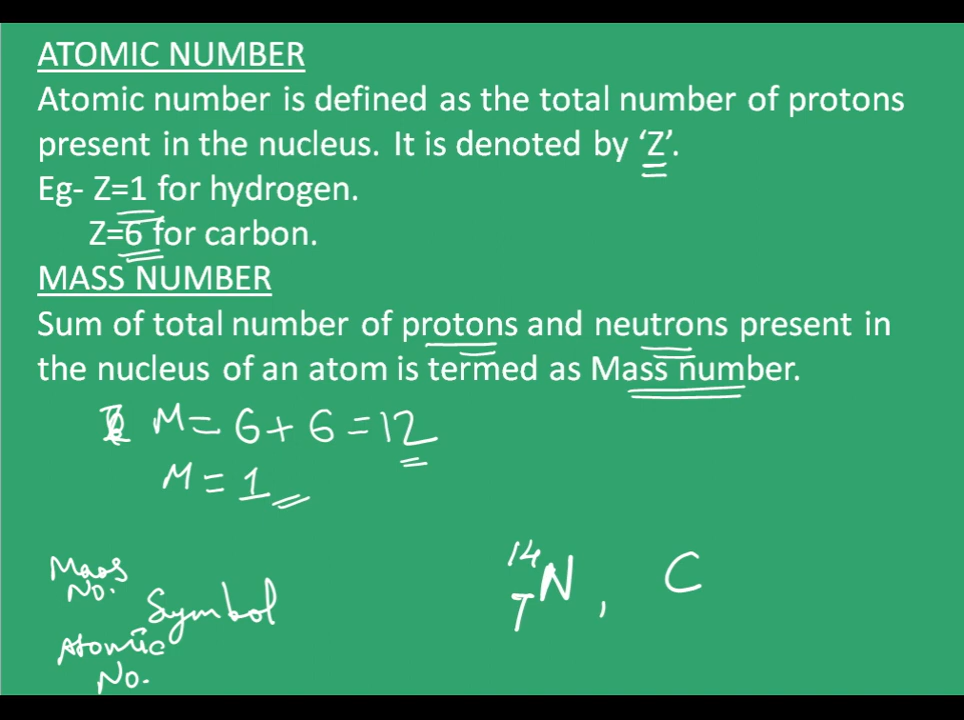 ATOMIC NUMBER
Atomic number is defined as the total number of protons
present in the nucleus. It is denoted by ‘Z’.
Eg- Z=1 for hydrogen.
Z=6 for carbon.
MASS NUMBER
Sum of total number of protons and neutrons present in
the nucleus of an atom is termed as Mass number.
M = 6 + 6 = 12
M = 1
Mass
No.
Symbol
Atomic
No.
14
7 N , C